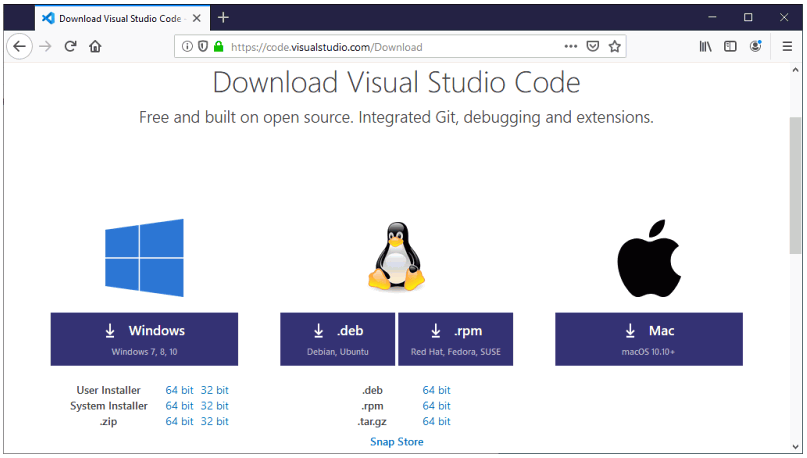 Download Visual Studio Code -
https://code.visualstudio.com/Download
Download Visual Studio Code
Free and built on open source. Integrated Git, debugging and extensions.
Windows
Windows 7, 8, 10
.deb
Debian, Ubuntu
.rpm
Red Hat, Fedora, SUSE
Mac
macOS 10.10+
User Installer 64 bit 32 bit
System Installer 64 bit 32 bit
.zip 64 bit 32 bit
.deb 64 bit
.rpm 64 bit
.tar.gz 64 bit
Snap Store